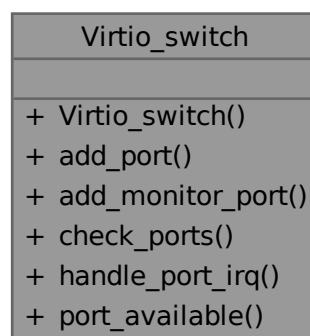 Virtio_switch
+ Virtio_switch()
+ add_port()
+ add_monitor_port()
+ check_ports()
+ handle_port_irq()
+ port_available()